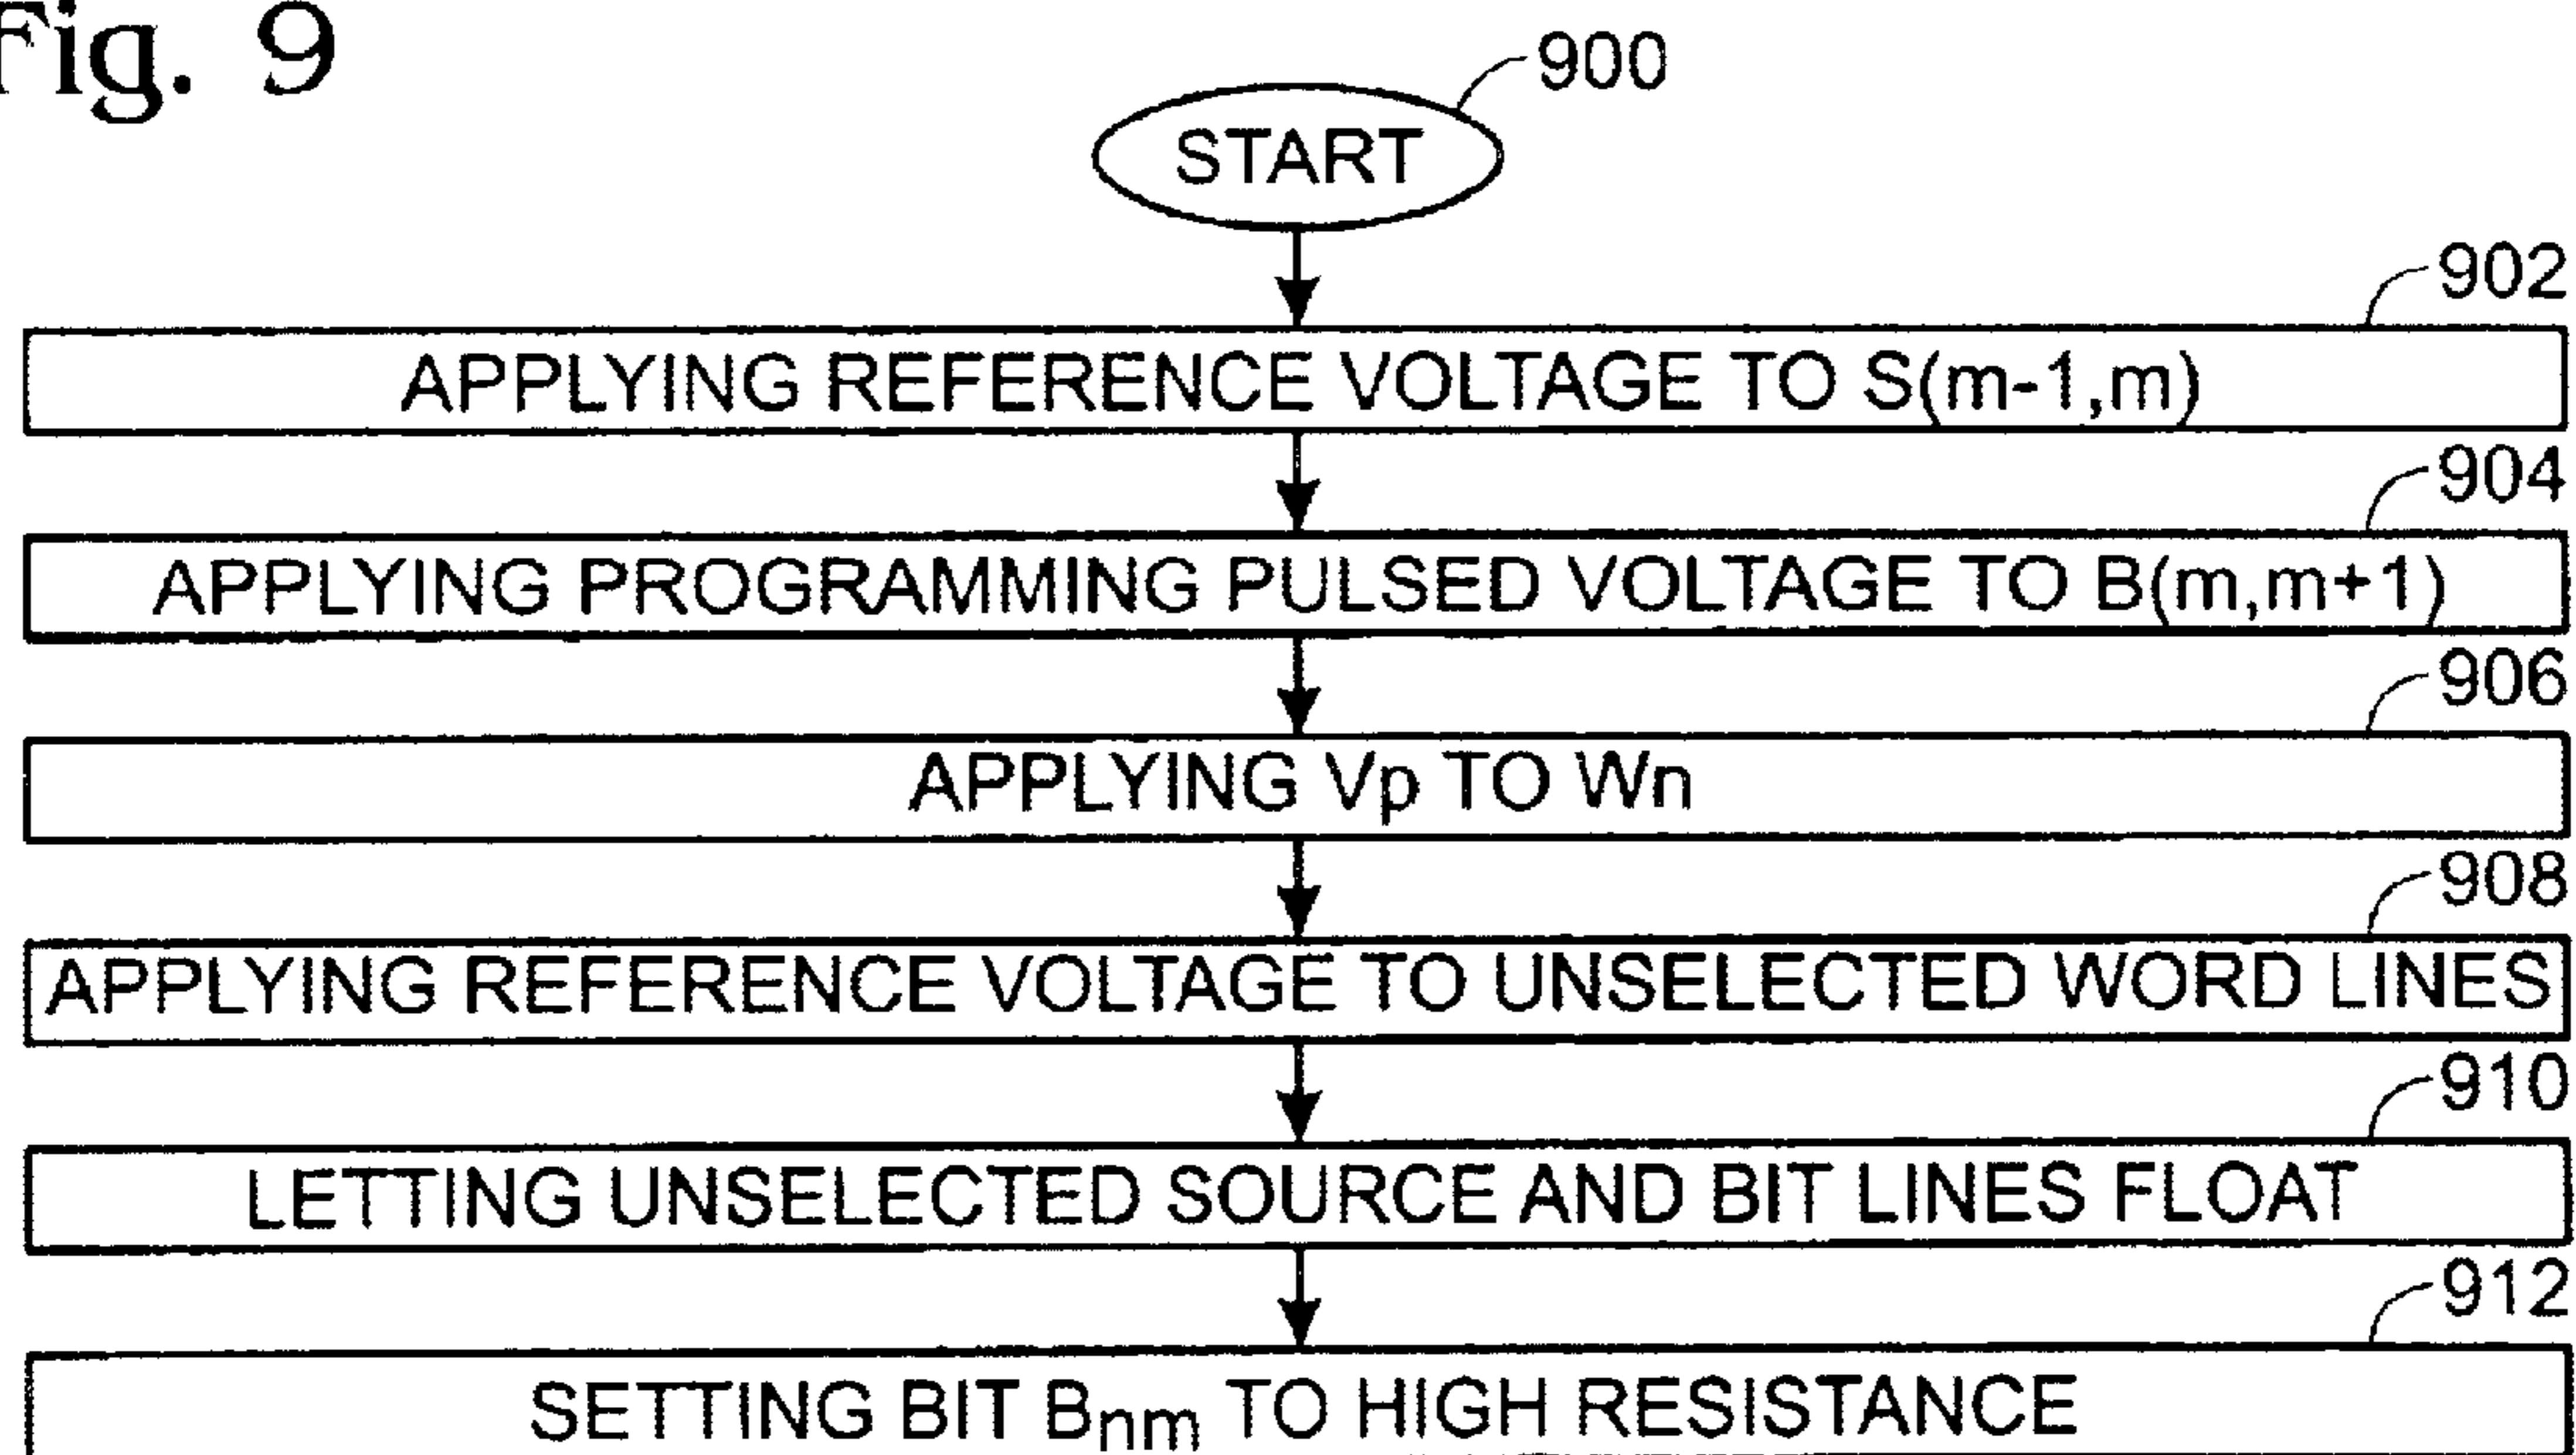 Fig. 9
900
START
902
APPLYING REFERENCE VOLTAGE TO S(m-1,m)
904
APPLYING PROGRAMMING PULSED VOLTAGE TO B(m,m+1)
906
APPLYING Vp TO Wn
908
APPLYING REFERENCE VOLTAGE TO UNSELECTED WORD LINES
910
LETTING UNSELECTED SOURCE AND BIT LINES FLOAT
912
SETTING BIT Bnm TO HIGH RESISTANCE